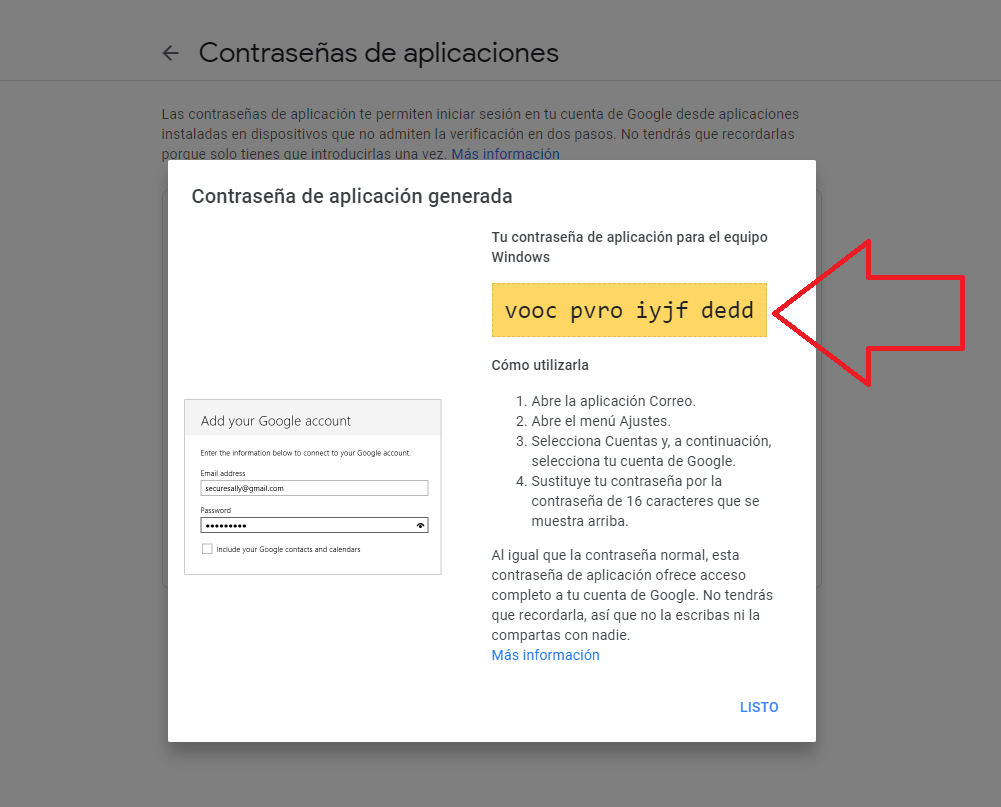 Contraseñas de aplicaciones
Las contraseñas de aplicación te permiten iniciar sesión en tu cuenta de Google desde aplicaciones
instaladas en dispositivos que no admiten la verificación en dos pasos. No tendrás que recordarlas
porque solo tienes que introducirlas una vez. Más información
Contraseña de aplicación generada
Tu contraseña de aplicación para el equipo
Windows
vooc pvro iyjf dedd
Cómo utilizarla
1. Abre la aplicación Correo.
2. Abre el menú Ajustes.
3. Selecciona Cuentas y, a continuación,
selecciona tu cuenta de Google.
4. Sustituye tu contraseña por la
contraseña de 16 caracteres que se
muestra arriba.
Al igual que la contraseña normal, esta
contraseña de aplicación ofrece acceso
completo a tu cuenta de Google. No tendrás
que recordarla, así que no la escribas ni la
compartas con nadie.
Más información
Add your Google account
Enter the information below to connect to your Google account.
Email address
securesally@gmail.com
Password
•••••••••
Include your Google contacts and calendars
LISTO